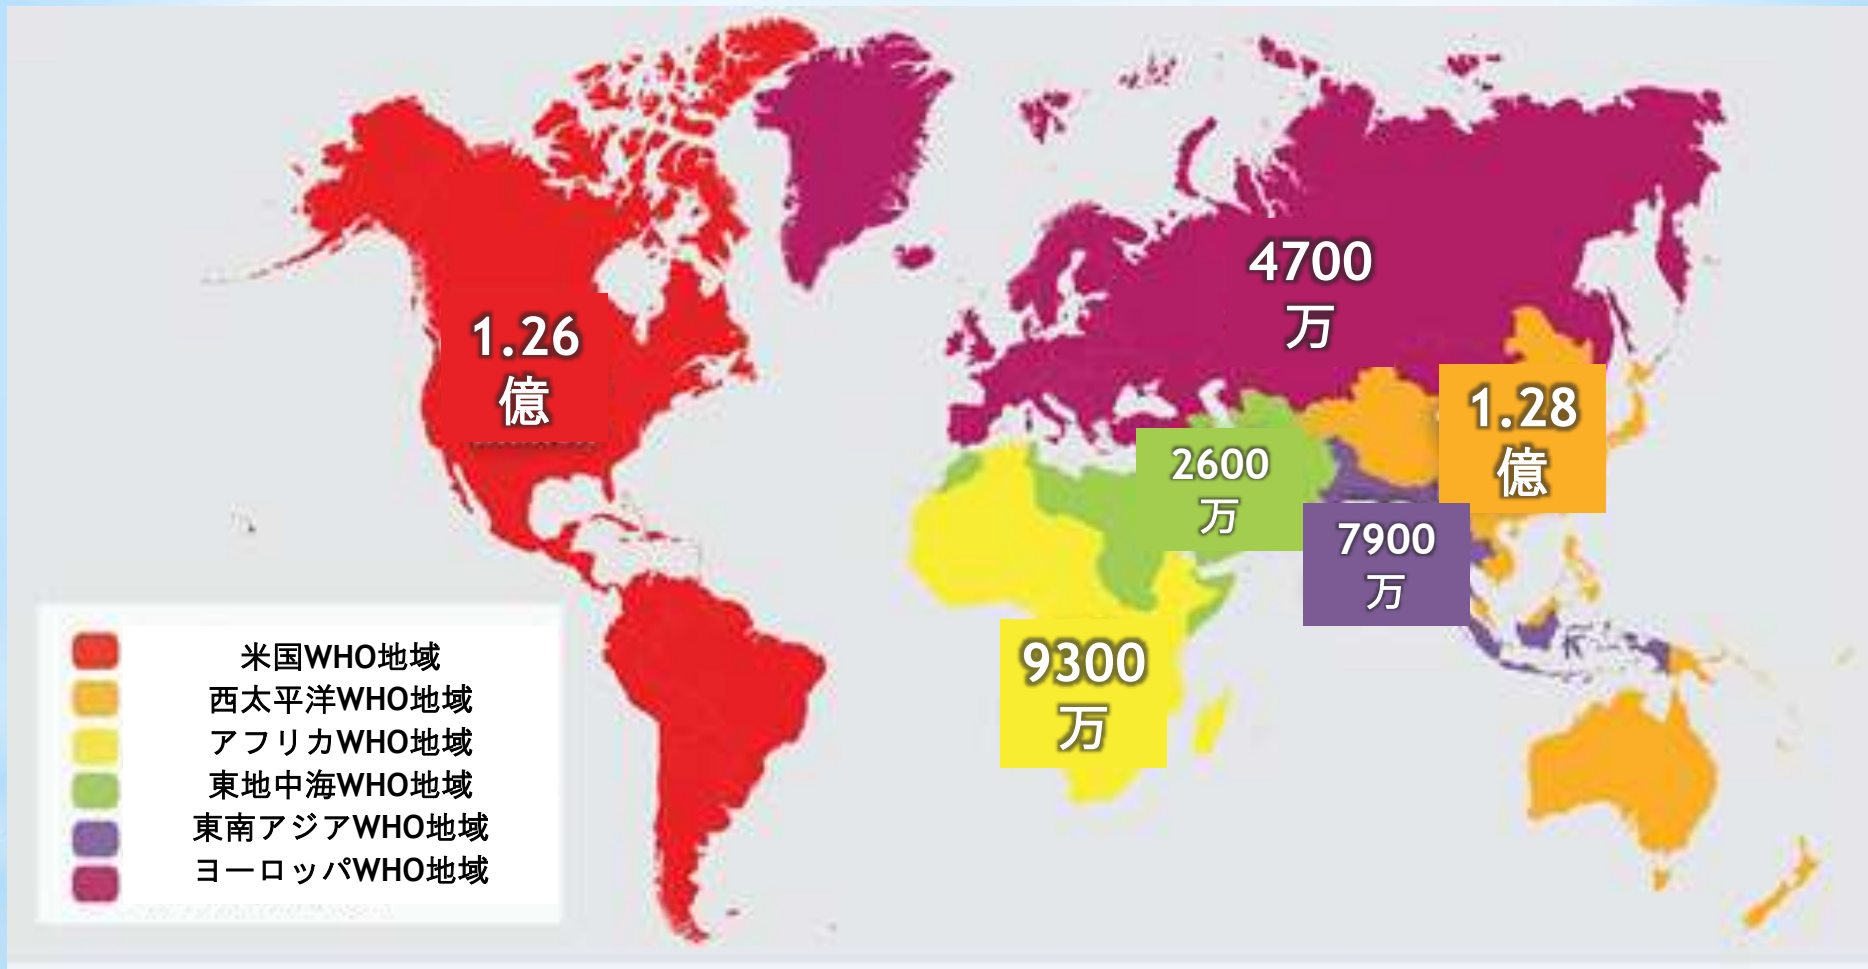 4700
万
1.26
億
1.28
億
2600
万
7900
万
9300
万
米国WHO地域
西太平洋WHO地域
アフリカWHO地域
東地中海WHO地域
東南アジアWHO地域
ヨーロッパWHO地域